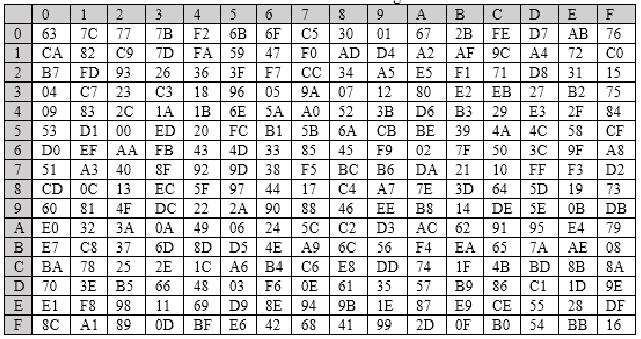 0 1 2 3 4 5 6 7 8 9 A B C D E F
0 63 7C 77 7B F2 6B 6F C5 30 01 67 2B FE D7 AB 76
1 CA 82 C9 7D FA 59 47 F0 AD D4 A2 AF 9C A4 72 C0
2 B7 FD 93 26 36 3F F7 CC 34 A5 E5 F1 71 D8 31 15
3 04 C7 23 C3 18 96 05 9A 07 12 80 E2 EB 27 B2 75
4 09 83 2C 1A 1B 6E 5A A0 52 3B D6 B3 29 E3 2F 84
5 53 D1 00 ED 20 FC B1 5B 6A CB BE 39 4A 4C 58 CF
6 D0 EF AA FB 43 4D 33 85 45 F9 02 7F 50 3C 9F A8
7 51 A3 40 8F 92 9D 38 F5 BC B6 DA 21 10 FF F3 D2
8 CD 0C 13 EC 5F 97 44 17 C4 A7 7E 3D 64 5D 19 73
9 60 81 4F DC 22 2A 90 88 46 EE B8 14 DE 5E 0B DB
A E0 32 3A 0A 49 06 24 5C C2 D3 AC 62 91 95 E4 79
B E7 C8 37 6D 8D D5 4E A9 6C 56 F4 EA 65 7A AE 08
C BA 78 25 2E 1C A6 B4 C6 E8 DD 74 1F 4B BD 8B 8A
D 70 3E B5 66 48 03 F6 0E 61 35 57 B9 86 C1 1D 9E
E E1 F8 98 11 69 D9 8E 94 9B 1E 87 E9 CE 55 28 DF
F 8C A1 89 0D BF E6 42 68 41 99 2D 0F B0 54 BB 16